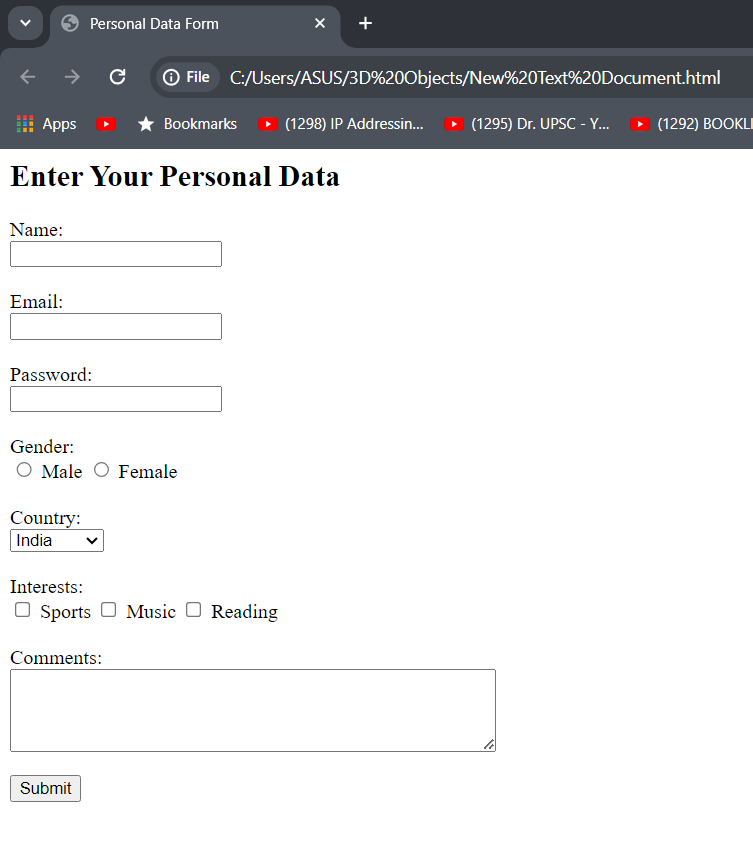 Personal Data Form
File C:/Users/ASUS/3D%20Objects/New%20Text%20Document.html
Apps Bookmarks (1298) IP Addressin... (1295) Dr. UPSC - Y... (1292) BOOKLI
Enter Your Personal Data
Name:
Email:
Password:
Gender:
Male Female
Country:
India
Interests:
Sports Music Reading
Comments:
Submit